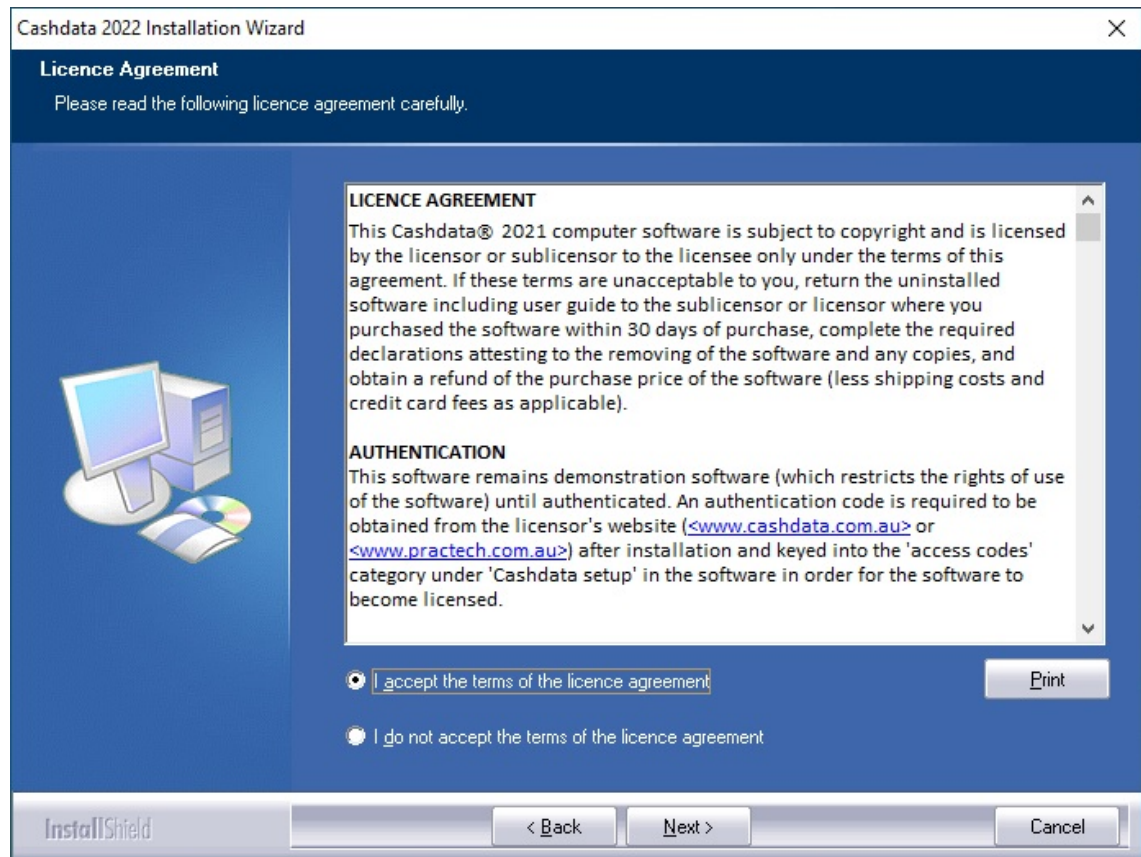 Cashdata 2022 Installation Wizard
Licence Agreement
Please read the following licence agreement carefully.
LICENCE AGREEMENT
This Cashdata® 2021 computer software is subject to copyright and is licensed
by the licensor or sublicensor to the licensee only under the terms of this
agreement. If these terms are unacceptable to you, return the uninstalled
software including user guide to the sublicensor or licensor where you
purchased the software within 30 days of purchase, complete the required
declarations attesting to the removing of the software and any copies, and
obtain a refund of the purchase price of the software (less shipping costs and
credit card fees as applicable).
AUTHENTICATION
This software remains demonstration software (which restricts the rights of use
of the software) until authenticated. An authentication code is required to be
obtained from the licensor's website (<www.cashdata.com.au> or
<www.practech.com.au>) after installation and keyed into the 'access codes'
category under 'Cashdata setup' in the software in order for the software to
become licensed.
I accept the terms of the licence agreement
Print
I do not accept the terms of the licence agreement
InstallShield
< Back
Next >
Cancel